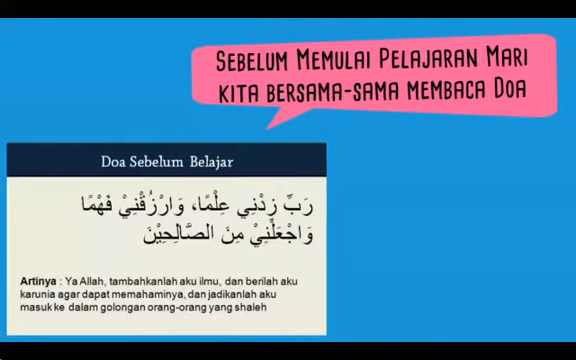 SEBELUM MEMULAI PELAJARAN MARI
KITA BERSAMA-SAMA MEMBACA DOA
Doa Sebelum Belajar
رَبِّ زِدْنِي عِلْمًا، وَارْزُقْنِيْ فَهْمًا
وَاجْعَلْنِيْ مِنَ الصَّالِحِيْنَ
Artinya : Ya Allah, tambahkanlah aku ilmu, dan berilah aku
karunia agar dapat memahaminya, dan jadikanlah aku
masuk ke dalam golongan orang-orang yang shaleh